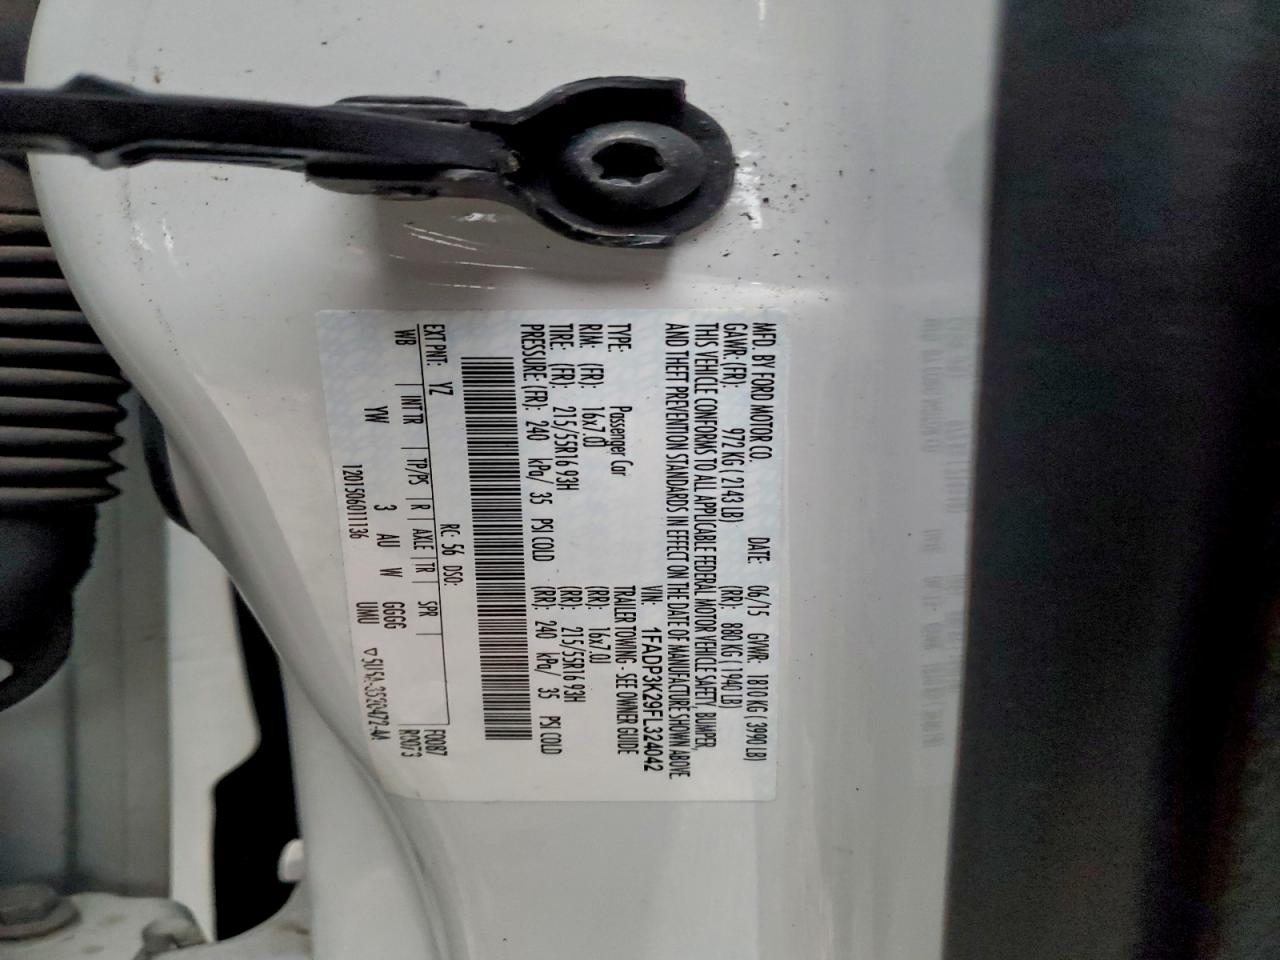 MFD. BY FORD MOTOR CO.
DATE: 06/15 GVWR: 1810 KG ( 3990 LB)
GAWR: (FR): 972 KG ( 2143 LB) (RR): 880 KG ( 1940 LB)
THIS VEHICLE CONFORMS TO ALL APPLICABLE FEDERAL MOTOR VEHICLE SAFETY, BUMPER,
AND THEFT PREVENTION STANDARDS IN EFFECT ON THE DATE OF MANUFACTURE SHOWN ABOVE
VIN: 1FADP3K29FL324042
TYPE: Passenger Car TRAILER TOWING - SEE OWNER GUIDE
RIM: (FR): 16x7.0J (RR): 16x7.0J
TIRE: (FR): 215/55R16 93H (RR): 215/55R16 93H
PRESSURE: (FR): 240 kPa/ 35 PSI COLD (RR): 240 kPa/ 35 PSI COLD
EXT PNT: YZ RC: 56 DSO: F0087
WB INT TR TP/PS R AXLE TR SPR R0073
YW 3 AU W GGGG
1201506011136 UMU